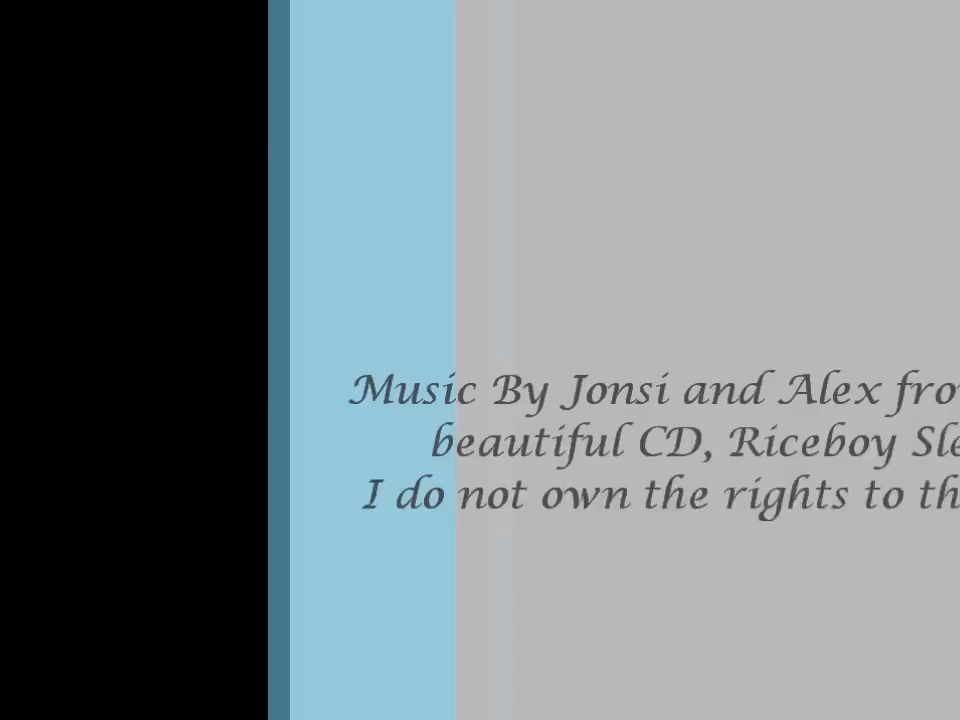 Music By Jonsi and Alex fro
beautiful CD, Riceboy Sle
I do not own the rights to th